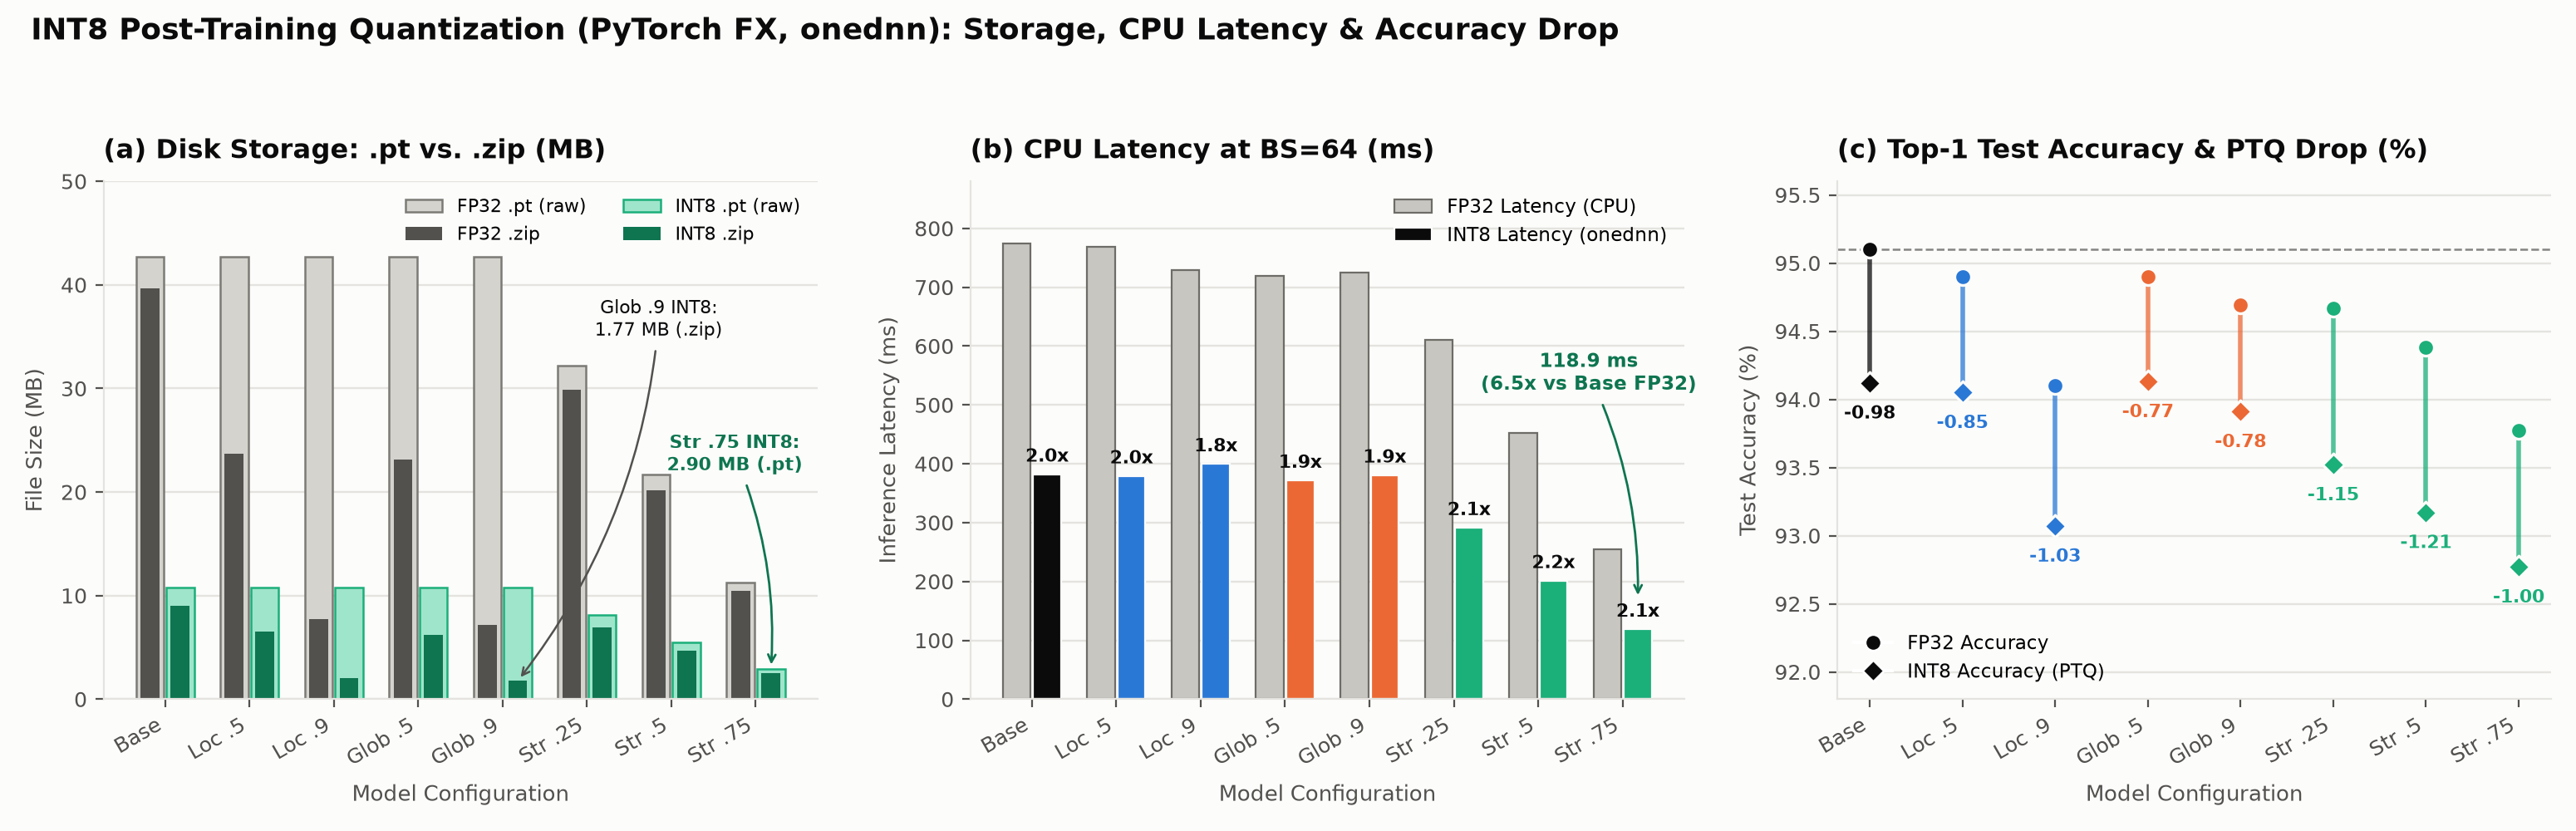 INT8 Post-Training Quantization (PyTorch FX, onednn): Storage, CPU Latency & Accuracy Drop
(a) Disk Storage: .pt vs. .zip (MB)
FP32 .pt (raw)
FP32 .zip
INT8 .pt (raw)
INT8 .zip
50
40
30
20
10
0
File Size (MB)
Glob .9 INT8:
1.77 MB (.zip)
Str .75 INT8:
2.90 MB (.pt)
Base
Loc .5
Loc .9
Glob .5
Glob .9
Str .25
Str .5
Str .75
Model Configuration
(b) CPU Latency at BS=64 (ms)
FP32 Latency (CPU)
INT8 Latency (onednn)
800
700
600
500
400
300
200
100
0
Inference Latency (ms)
118.9 ms
(6.5x vs Base FP32)
2.0x
2.0x
1.8x
1.9x
1.9x
2.1x
2.2x
2.1x
Base
Loc .5
Loc .9
Glob .5
Glob .9
Str .25
Str .5
Str .75
Model Configuration
(c) Top-1 Test Accuracy & PTQ Drop (%)
95.5
95.0
94.5
94.0
93.5
93.0
92.5
92.0
Test Accuracy (%)
-0.98
-0.85
-1.03
-0.77
-0.78
-1.15
-1.21
-1.00
FP32 Accuracy
INT8 Accuracy (PTQ)
Base
Loc .5
Loc .9
Glob .5
Glob .9
Str .25
Str .5
Str .75
Model Configuration